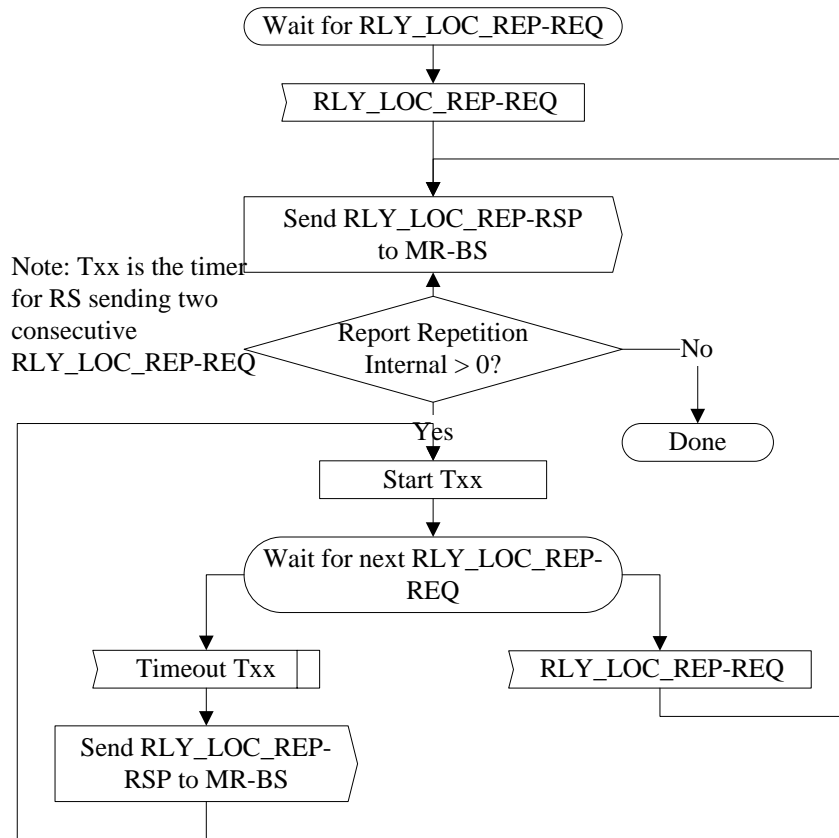 Wait for RLY_LOC_REP-REQ
RLY_LOC_REP-REQ
Send RLY_LOC_REP-RSP
to MR-BS
Note: Txx is the timer
for RS sending two
consecutive
RLY_LOC_REP-REQ
Report Repetition
Internal > 0?
No
Yes
Done
Start Txx
Wait for next RLY_LOC_REP-
REQ
Timeout Txx
RLY_LOC_REP-REQ
Send RLY_LOC_REP-
RSP to MR-BS